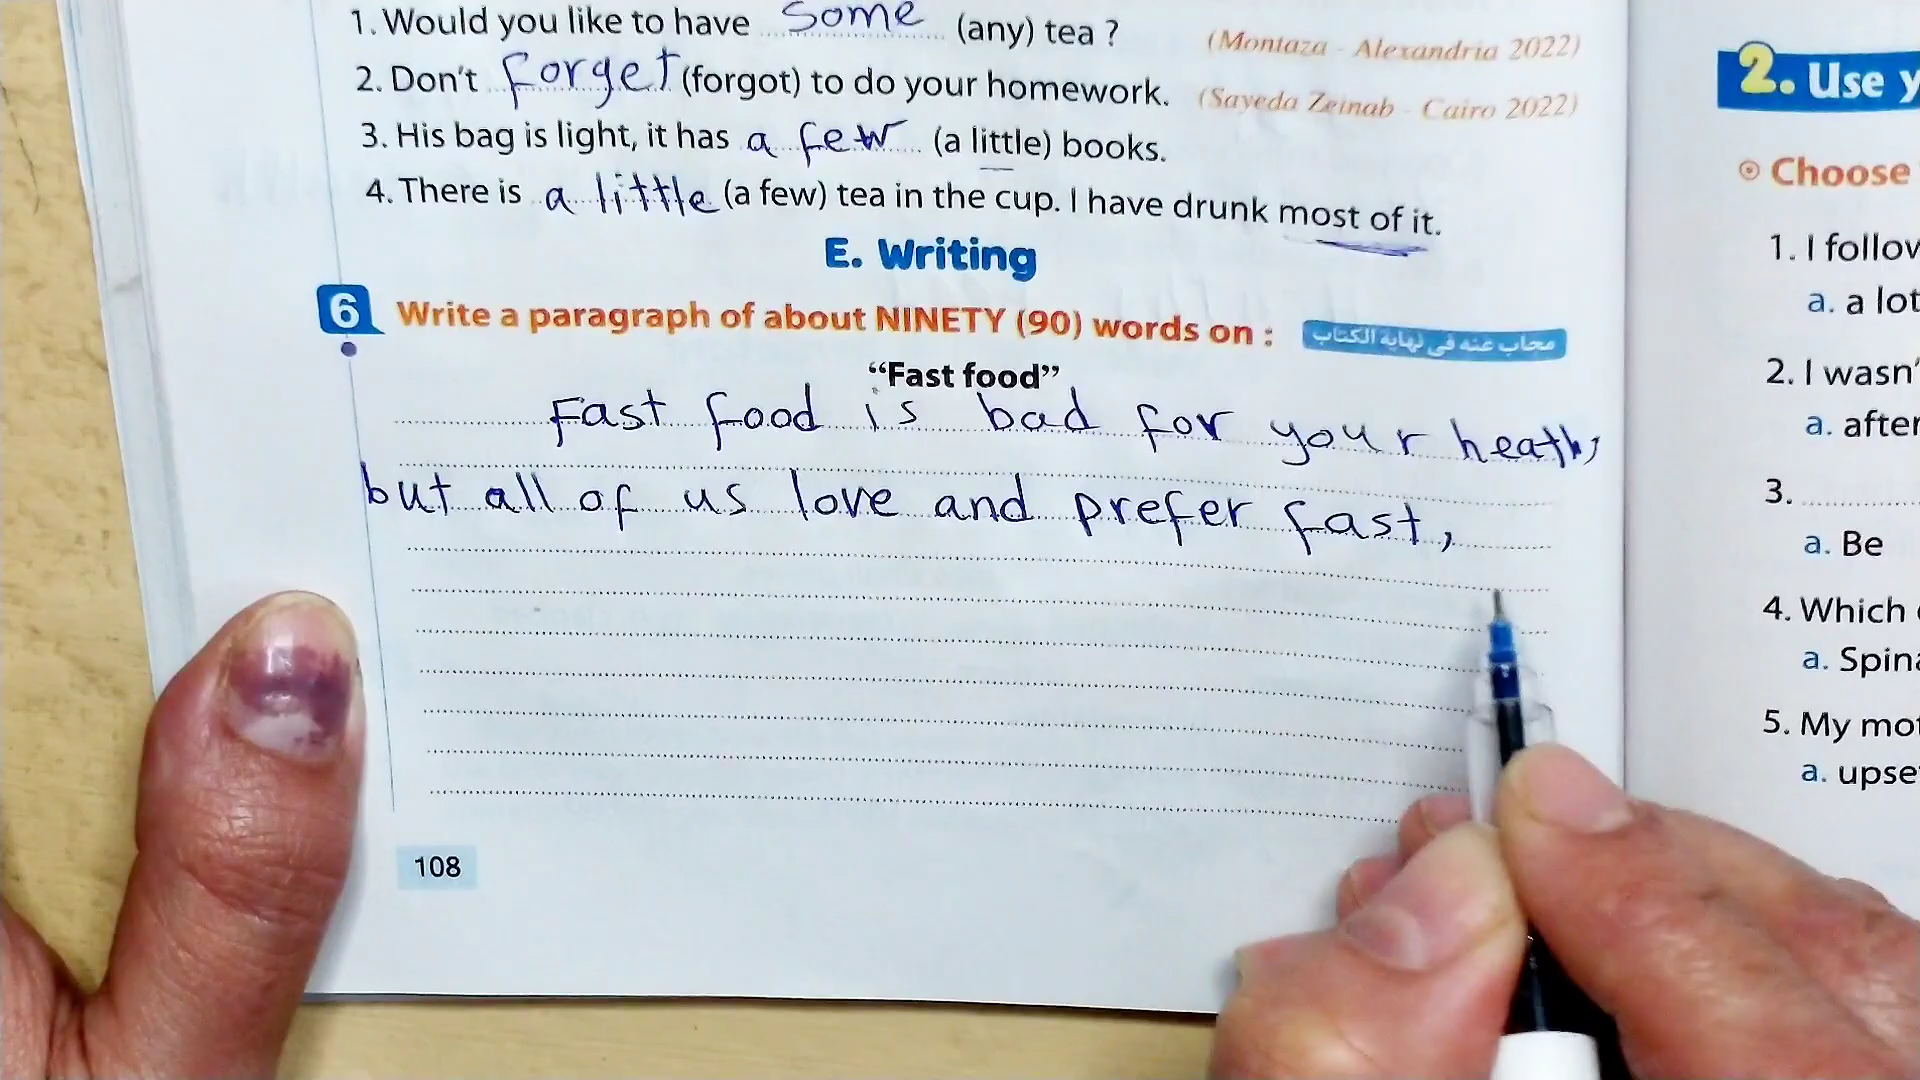 1. Would you like to have some (any) tea ? (Montaza - Alexandria 2022)
2. Don't forget (forgot) to do your homework. (Sayeda Zeinab - Cairo 2022)
3. His bag is light, it has a few (a little) books.
4. There is a little (a few) tea in the cup. I have drunk most of it.
E. Writing
6 Write a paragraph of about NINETY (90) words on : مجاب عنه في نهاية الكتاب
“Fast food”
Fast food is bad for your heath,
but all of us love and prefer fast,
108
2. Use y
Choose
1. I follow
a. a lot
2. I wasn'
a. after
3.
a. Be
4. Which
a. Spina
5. My mot
a. upse